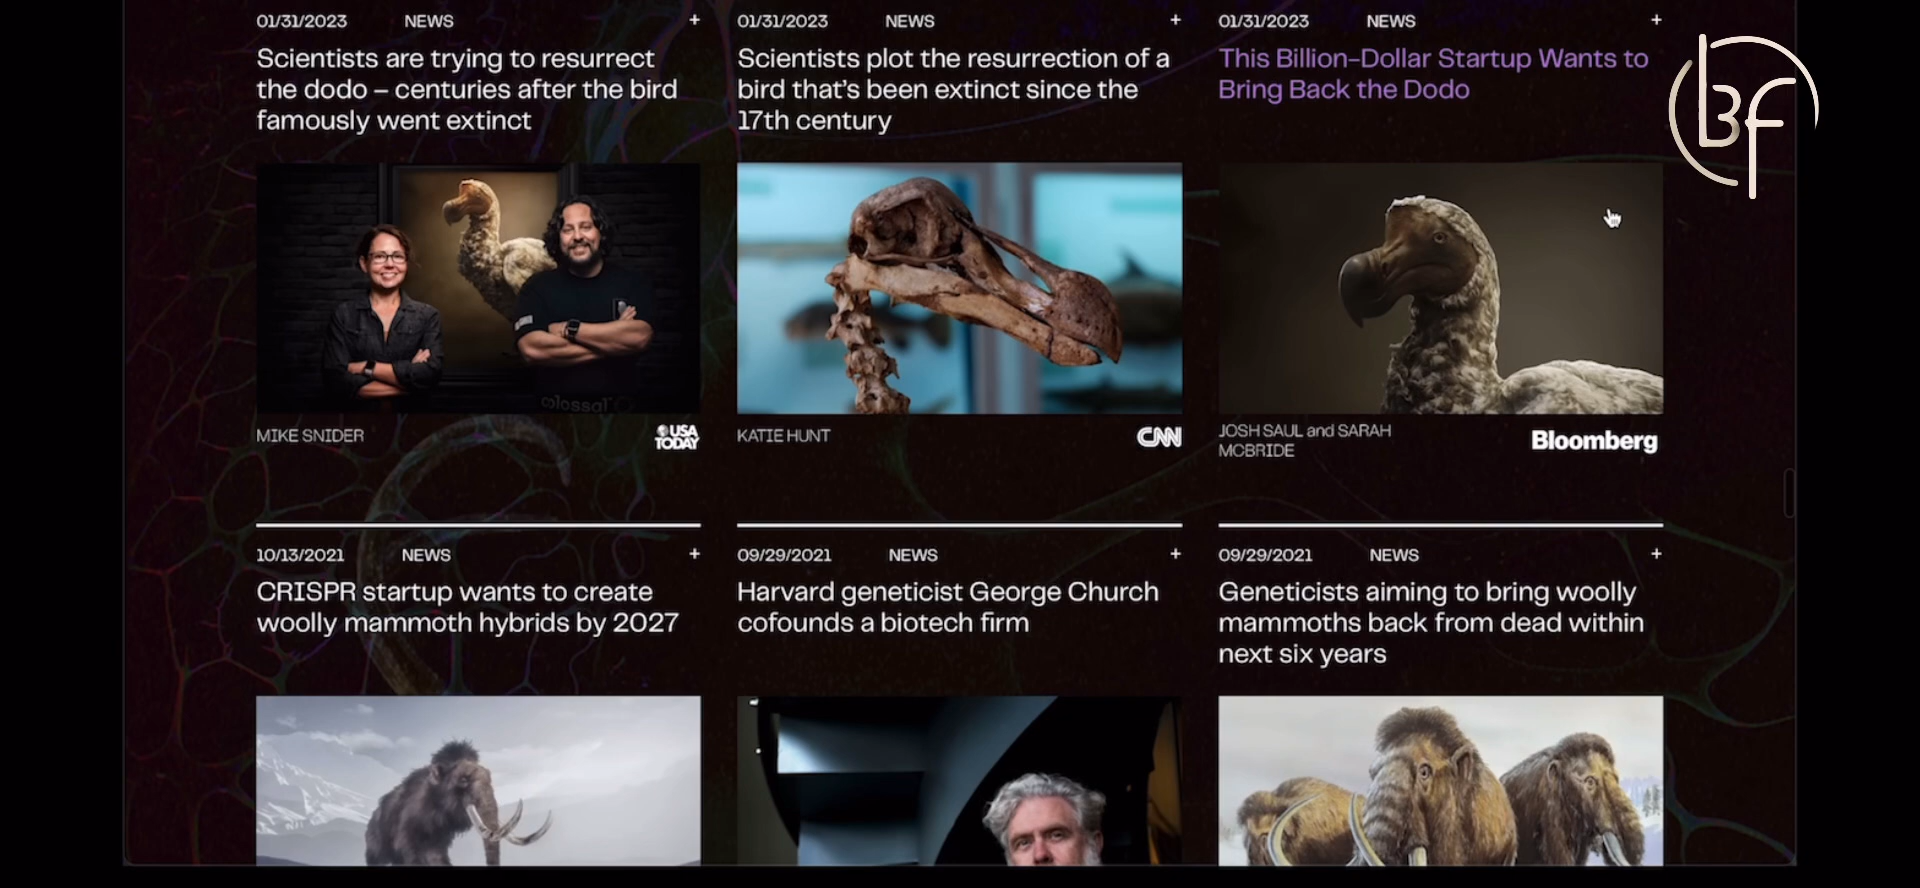 01/31/2023 NEWS +
Scientists are trying to resurrect
the dodo – centuries after the bird
famously went extinct
colossal
MIKE SNIDER
USA
TODAY
01/31/2023 NEWS +
Scientists plot the resurrection of a
bird that's been extinct since the
17th century
KATIE HUNT
CNN
01/31/2023 NEWS +
This Billion-Dollar Startup Wants to
Bring Back the Dodo
JOSH SAUL and SARAH
MCBRIDE
Bloomberg
10/13/2021 NEWS +
CRISPR startup wants to create
woolly mammoth hybrids by 2027
09/29/2021 NEWS +
Harvard geneticist George Church
cofounds a biotech firm
09/29/2021 NEWS +
Geneticists aiming to bring woolly
mammoths back from dead within
next six years
bf